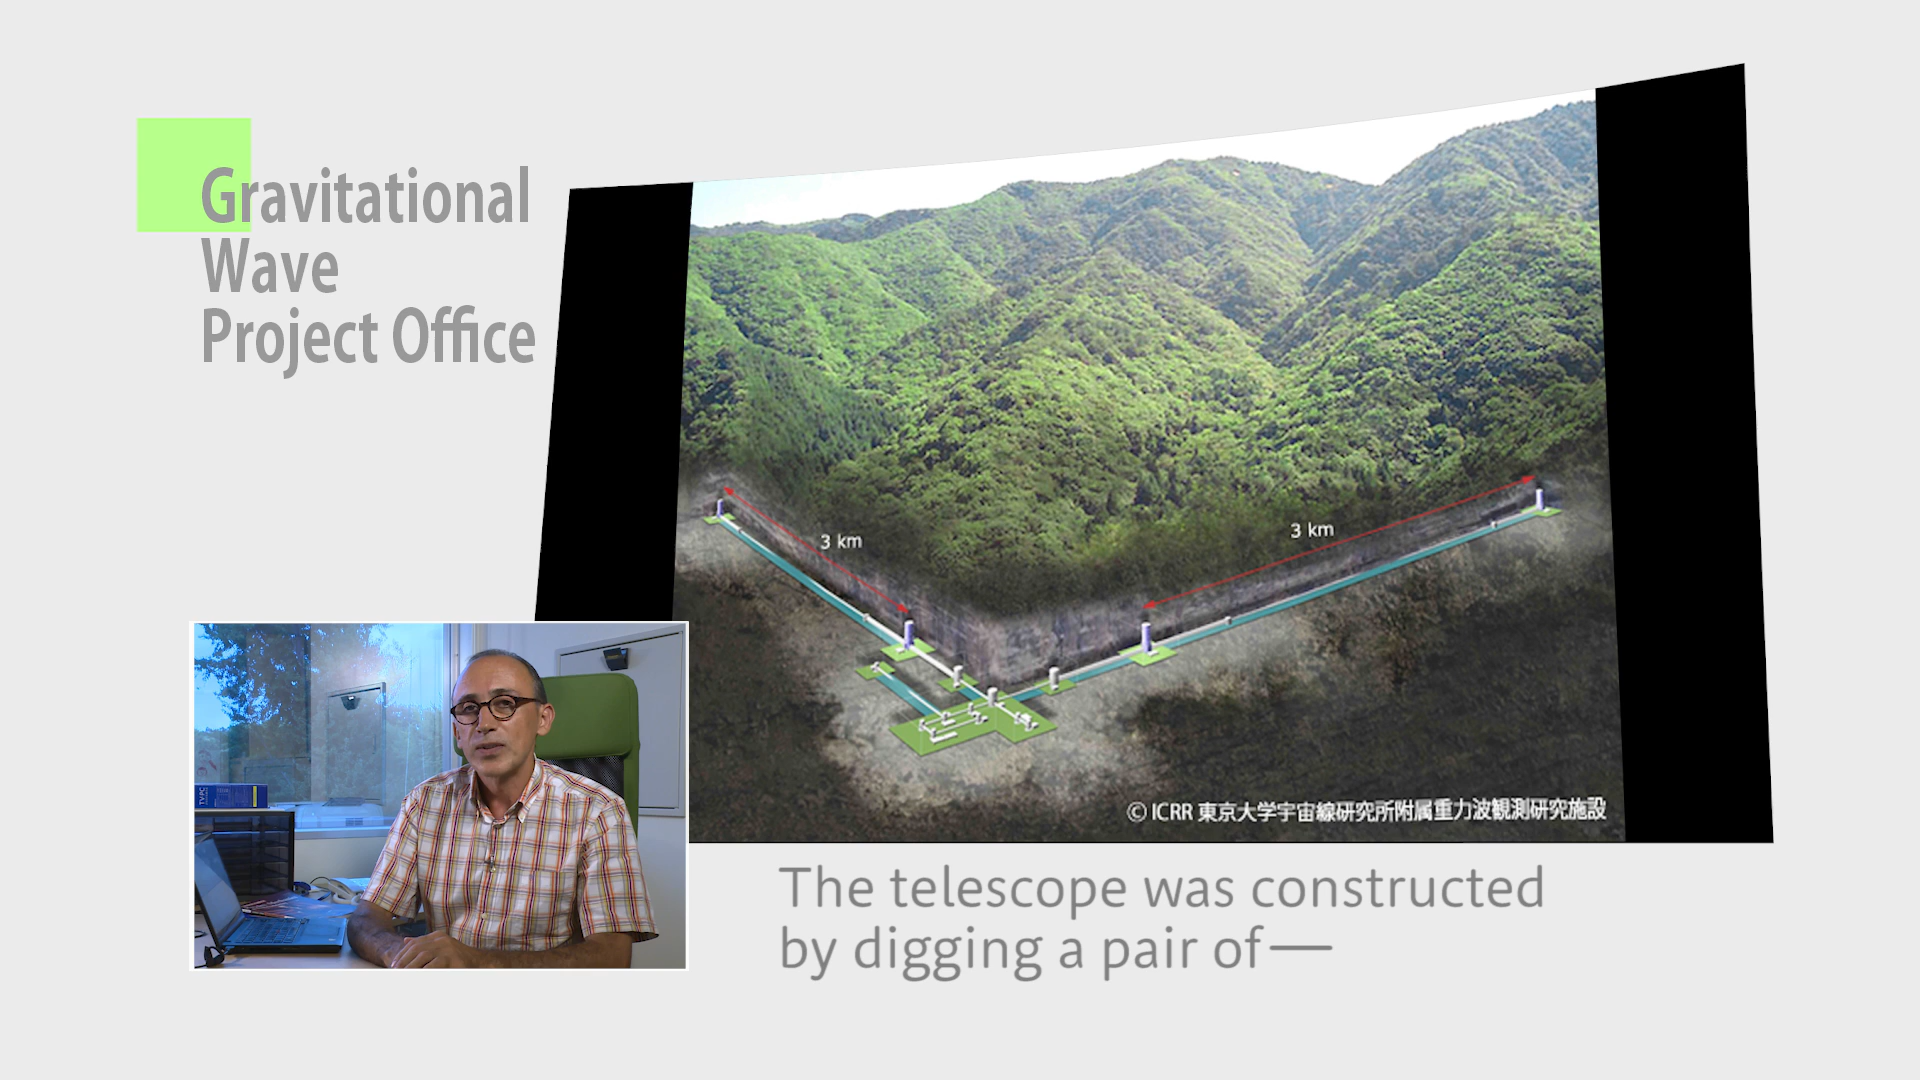 Gravitational
Wave
Project Office
3 km
3 km
© ICRR 東京大学宇宙線研究所附属重力波観測研究施設
The telescope was constructed
by digging a pair of—